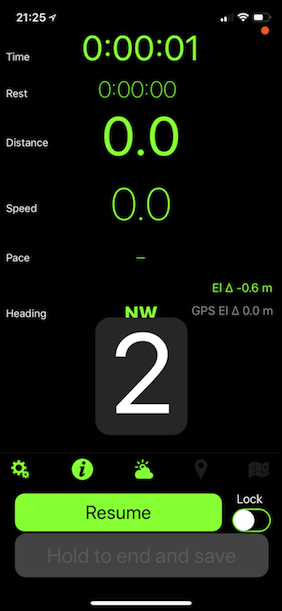 21:25
Time 0:00:01
Rest 0:00:00
Distance 0.0
Speed 0.0
Pace –
El Δ -0.6 m
Heading NW GPS El Δ 0.0 m
2
Lock
Resume
Hold to end and save